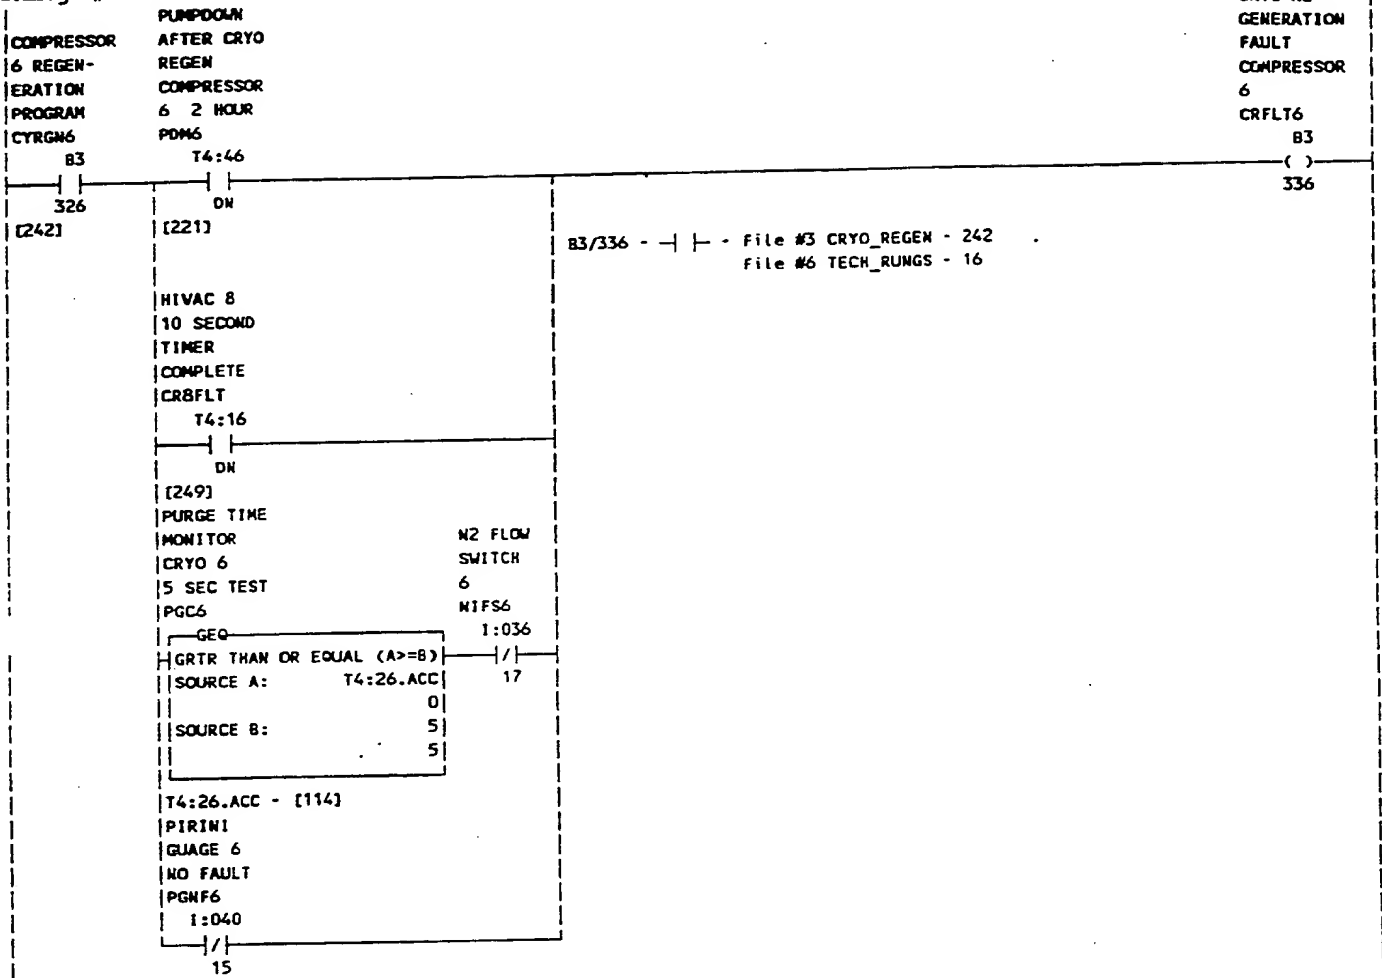 PUMPDOWN
COMPRESSOR AFTER CRYO
6 REGEN- REGEN
ERATION COMPRESSOR
PROGRAM 6 2 HOUR
CYRGN6 PDM6
B3 T4:46
326 DN
[242] [221]
GENERATION
FAULT
COMPRESSOR
6
CRFLT6
B3
( )
336
B3/336 - ⊣ ⊢ - File #3 CRYO_REGEN - 242
File #6 TECH_RUNGS - 16
HIVAC 8
10 SECOND
TIMER
COMPLETE
CR8FLT
T4:16
DN
[249]
PURGE TIME
MONITOR
CRYO 6
5 SEC TEST
PGC6
N2 FLOW
SWITCH
6
NIFS6
I:036
17
GEQ
GRTR THAN OR EQUAL (A>=B)
SOURCE A: T4:26.ACC
0
SOURCE B: 5
5
T4:26.ACC - [114]
PIRINI
GUAGE 6
NO FAULT
PGNF6
I:040
15